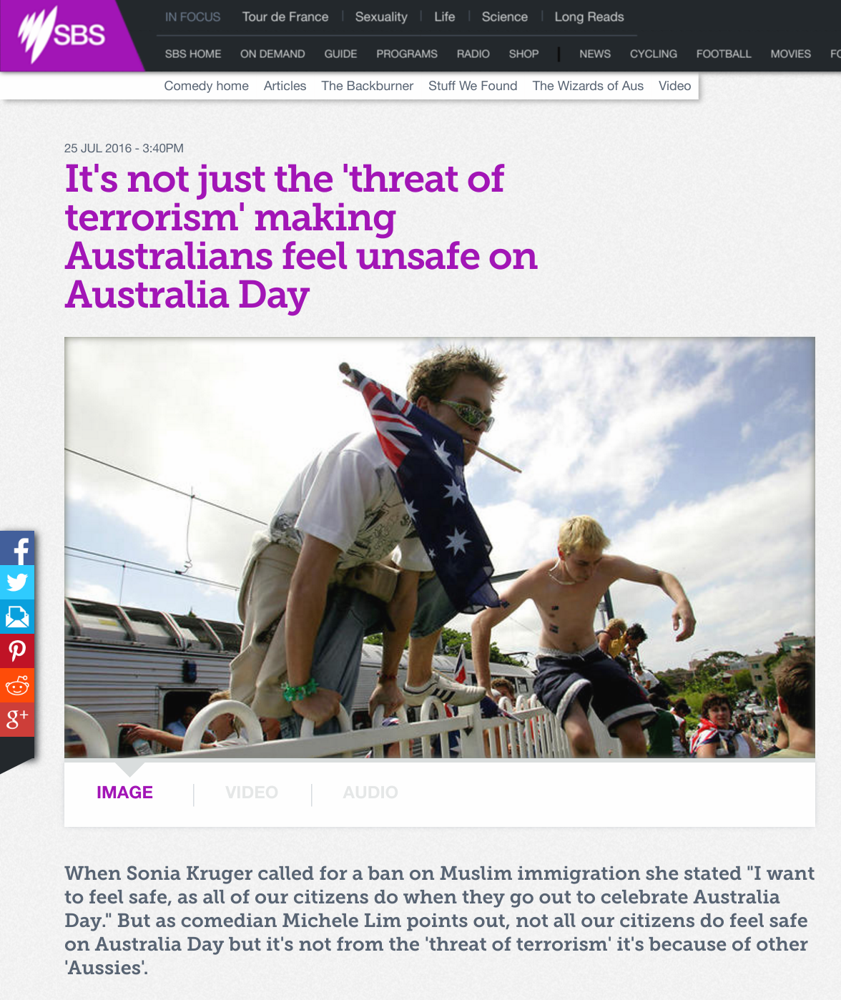 SBS
IN FOCUS Tour de France Sexuality Life Science Long Reads
SBS HOME ON DEMAND GUIDE PROGRAMS RADIO SHOP NEWS CYCLING FOOTBALL MOVIES FO
Comedy home Articles The Backburner Stuff We Found The Wizards of Aus Video
25 JUL 2016 - 3:40PM
It's not just the 'threat of
terrorism' making
Australians feel unsafe on
Australia Day
IMAGE VIDEO AUDIO
When Sonia Kruger called for a ban on Muslim immigration she stated "I want
to feel safe, as all of our citizens do when they go out to celebrate Australia
Day." But as comedian Michele Lim points out, not all our citizens do feel safe
on Australia Day but it's not from the 'threat of terrorism' it's because of other
'Aussies'.